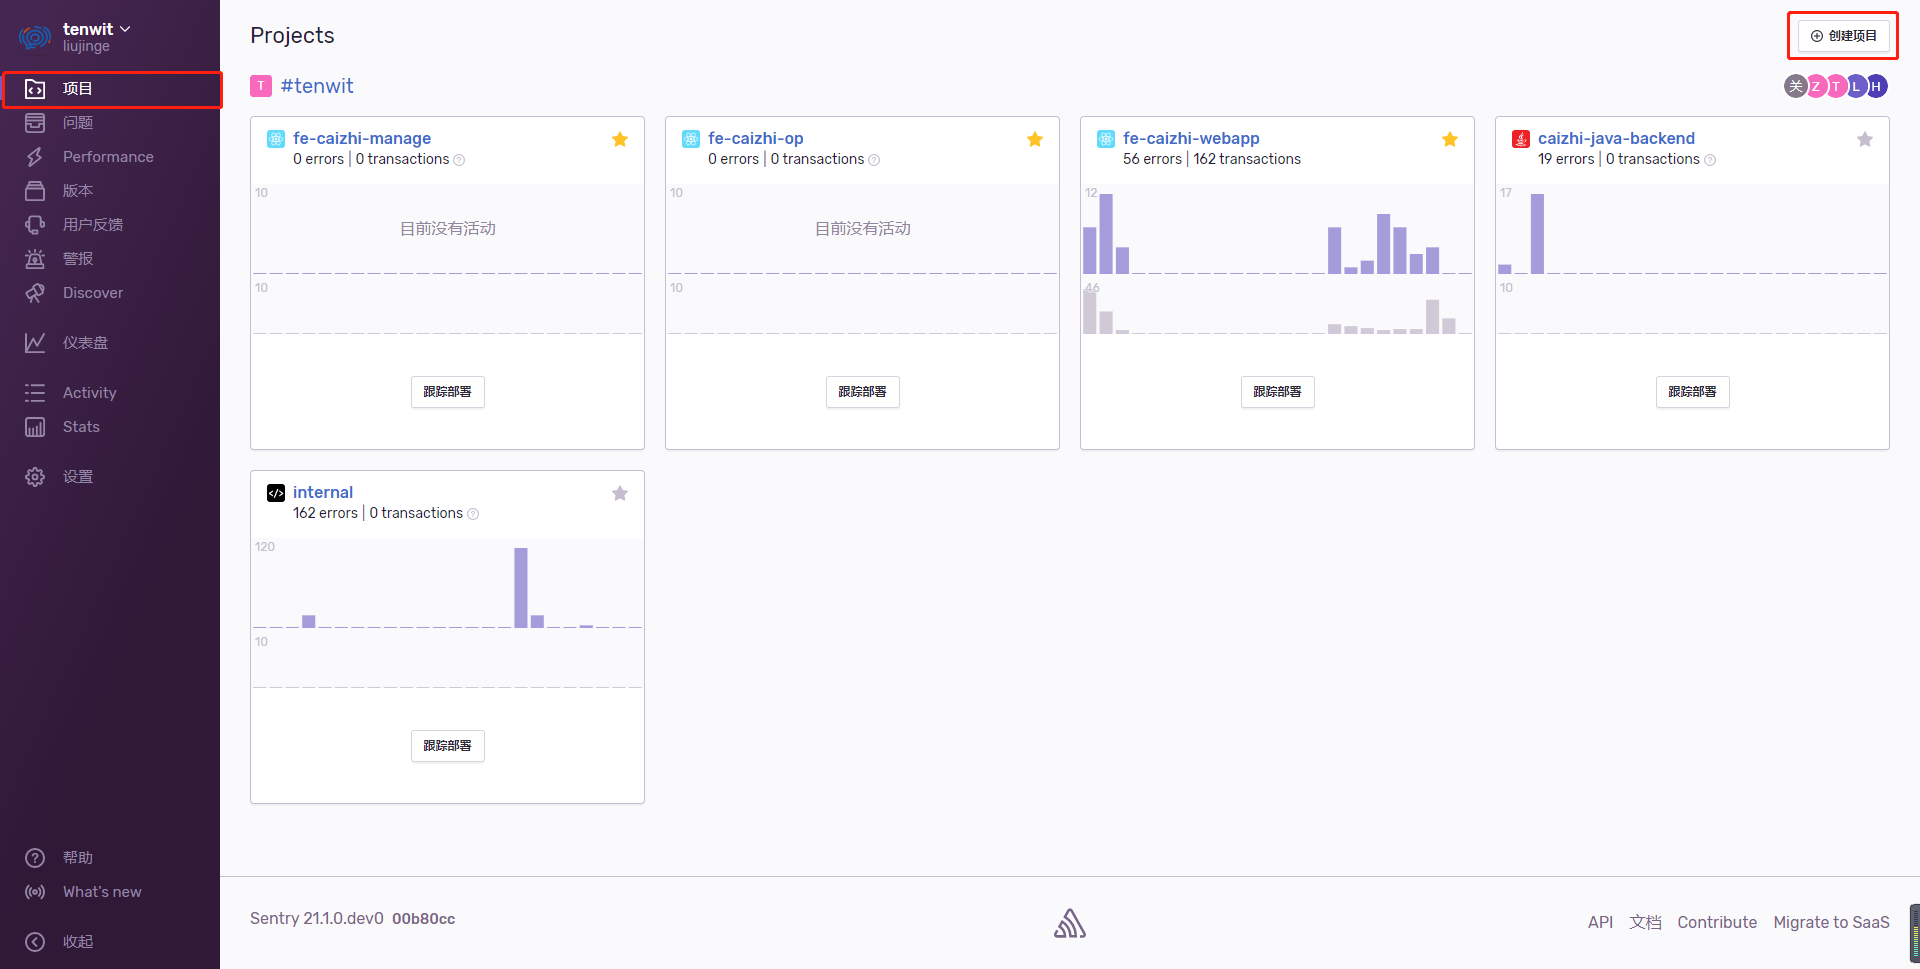 tenwit
liujinge
项目
问题
Performance
版本
用户反馈
警报
Discover
仪表盘
Activity
Stats
设置
帮助
What's new
收起
Projects
创建项目
T #tenwit
关 Z T L H
fe-caizhi-manage
0 errors | 0 transactions ?
10
目前没有活动
10
跟踪部署
fe-caizhi-op
0 errors | 0 transactions ?
10
目前没有活动
10
跟踪部署
fe-caizhi-webapp
56 errors | 162 transactions
12
46
跟踪部署
caizhi-java-backend
19 errors | 0 transactions ?
17
10
跟踪部署
internal
162 errors | 0 transactions ?
120
10
跟踪部署
Sentry 21.1.0.dev0 00b80cc
API 文档 Contribute Migrate to SaaS